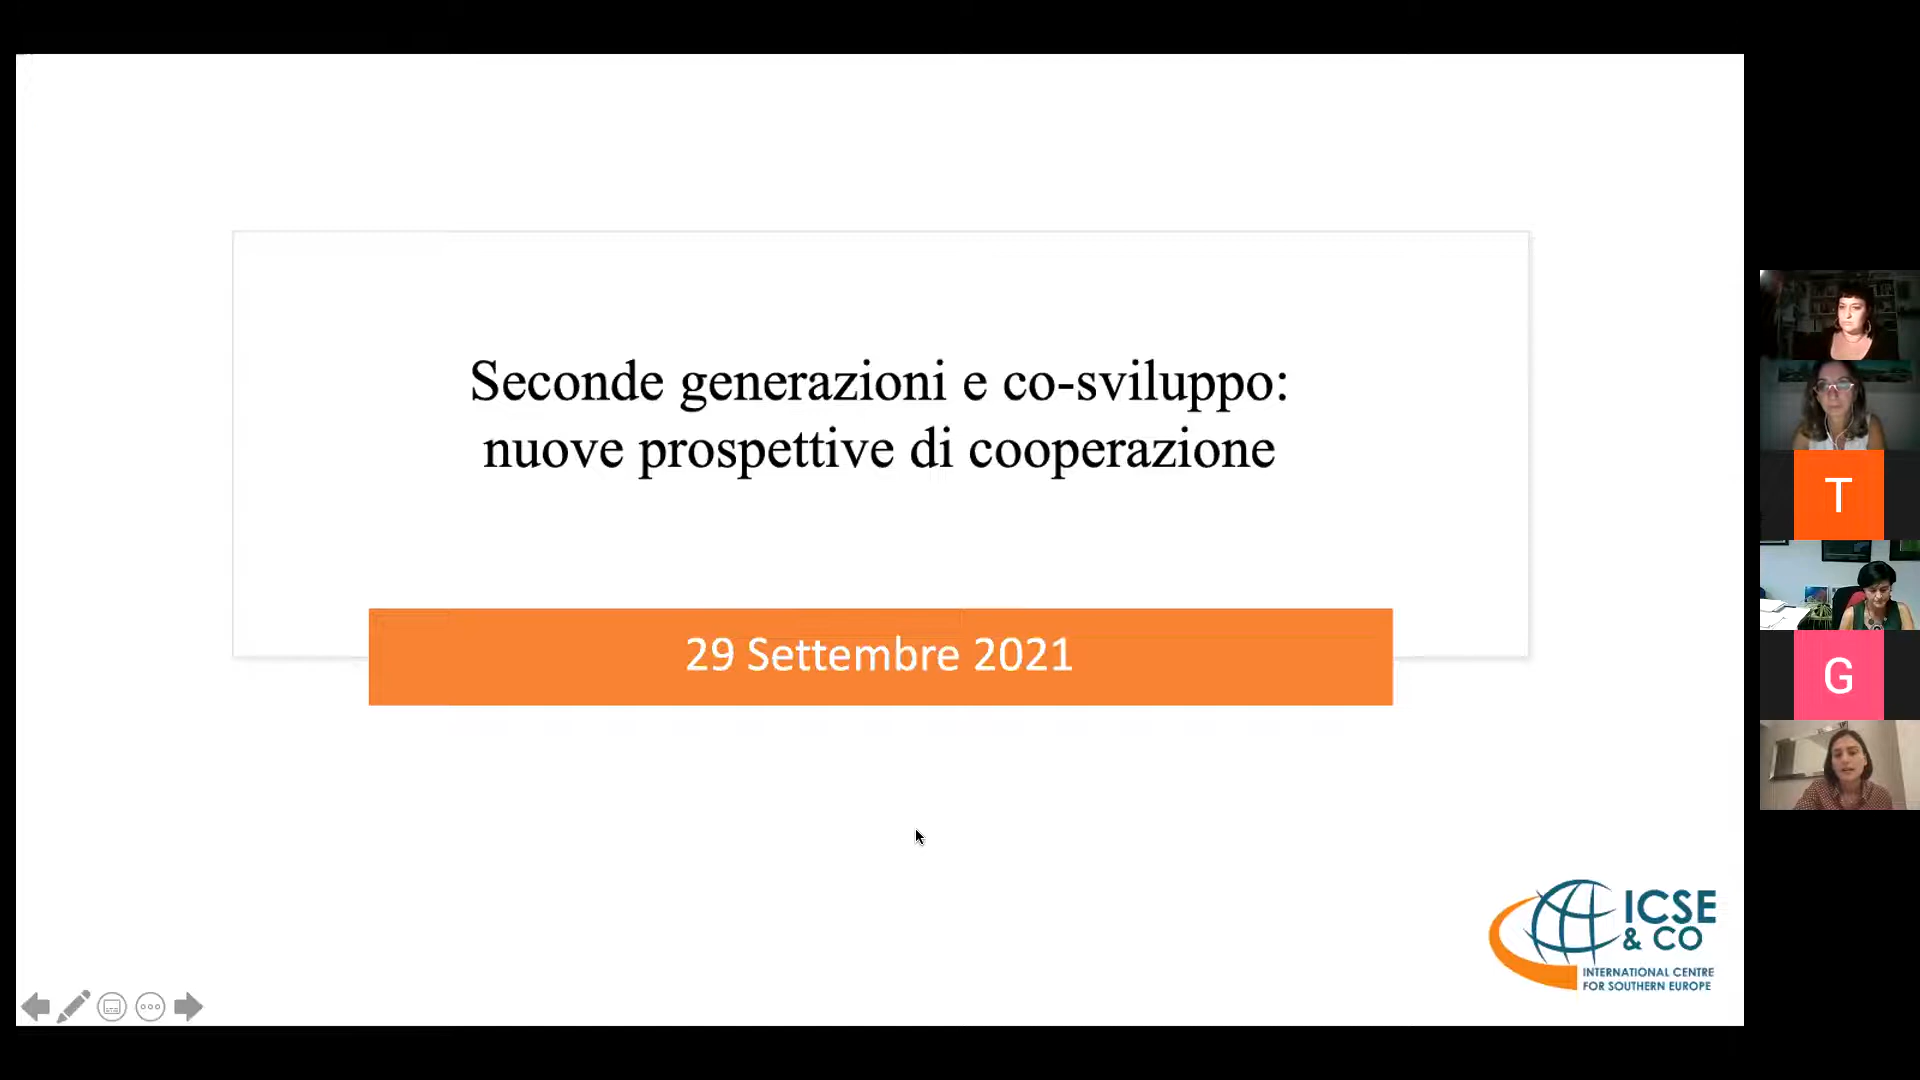 Seconde generazioni e co-sviluppo:
nuove prospettive di cooperazione
29 Settembre 2021
T
G
ICSE
& CO
INTERNATIONAL CENTRE
FOR SOUTHERN EUROPE